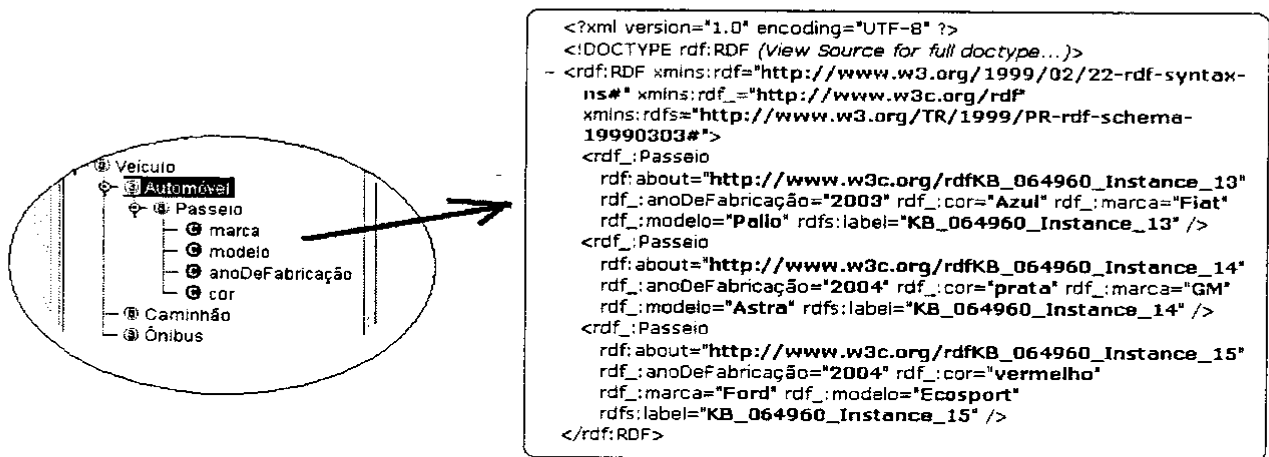 Veículo
Automóvel
Passeio
marca
modelo
anoDeFabricação
cor
Caminhão
Ônibus
<?xml version="1.0" encoding="UTF-8" ?>
<!DOCTYPE rdf:RDF (View Source for full doctype...)>
- <rdf:RDF xmlns:rdf="http://www.w3.org/1999/02/22-rdf-syntax-
ns#" xmlns:rdf_="http://www.w3c.org/rdf"
xmlns:rdfs="http://www.w3.org/TR/1999/PR-rdf-schema-
19990303#">
<rdf_:Passeio
rdf:about="http://www.w3c.org/rdfKB_064960_Instance_13"
rdf_:anoDeFabricação="2003" rdf_:cor="Azul" rdf_:marca="Fiat"
rdf_:modelo="Palio" rdfs:label="KB_064960_Instance_13" />
<rdf_:Passeio
rdf:about="http://www.w3c.org/rdfKB_064960_Instance_14"
rdf_:anoDeFabricação="2004" rdf_:cor="prata" rdf_:marca="GM"
rdf_:modelo="Astra" rdfs:label="KB_064960_Instance_14" />
<rdf_:Passeio
rdf:about="http://www.w3c.org/rdfKB_064960_Instance_15"
rdf_:anoDeFabricação="2004" rdf_:cor="vermelho"
rdf_:marca="Ford" rdf_:modelo="Ecosport"
rdfs:label="KB_064960_Instance_15" />
</rdf:RDF>